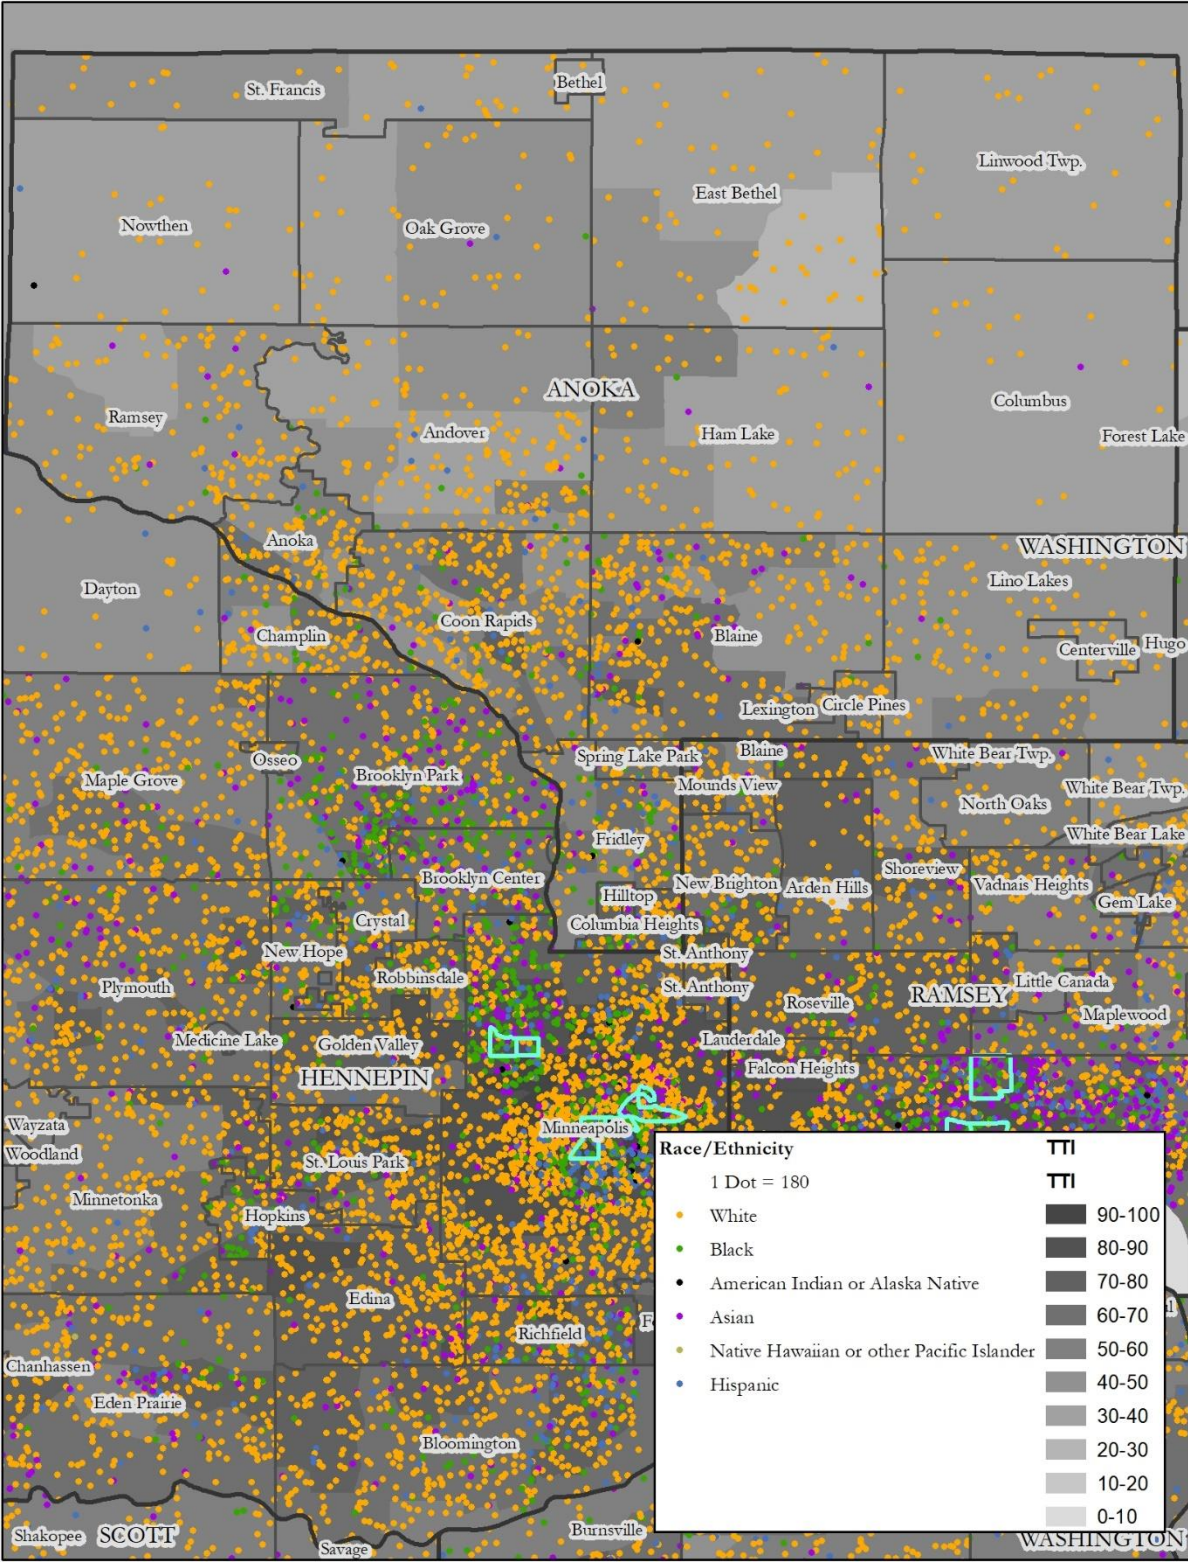 Bethel
St. Francis
Linwood Twp.
East Bethel
Nowthen
Oak Grove
ANOKA
Columbus
Ramsey
Andover
Ham Lake
Forest Lake
Anoka
WASHINGTON
Lino Lakes
Dayton
Coon Rapids
Champlin
Blaine
Centerville
Hugo
Lexington
Circle Pines
Spring Lake Park
Blaine
White Bear Twp.
Osseo
Brooklyn Park
Maple Grove
Mounds View
White Bear Twp.
North Oaks
Fridley
White Bear Lake
Shoreview
Brooklyn Center
New Brighton
Arden Hills
Vadnais Heights
Hilltop
Gem Lake
Crystal
Columbia Heights
New Hope
St. Anthony
Robbinsdale
Little Canada
Plymouth
St. Anthony
Roseville
RAMSEY
Maplewood
Medicine Lake
Golden Valley
Lauderdale
Falcon Heights
HENNEPIN
Wayzata
Minneapolis
Woodland
St. Louis Park
Minnetonka
Hopkins
Edina
Richfield
Chanhassen
Eden Prairie
Bloomington
Burnsville
Shakopee
SCOTT
Savage
WASHINGTON
Race/Ethnicity
1 Dot = 180
White
Black
American Indian or Alaska Native
Asian
Native Hawaiian or other Pacific Islander
Hispanic
TTI
TTI
90-100
80-90
70-80
60-70
50-60
40-50
30-40
20-30
10-20
0-10